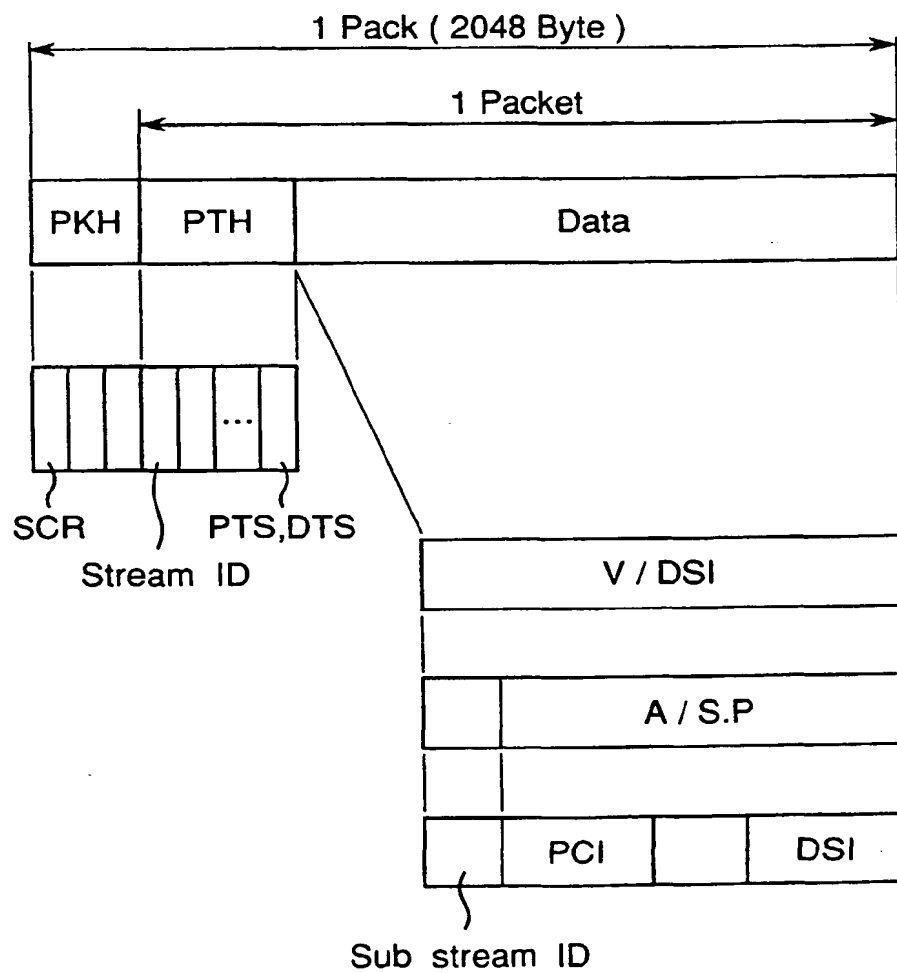 1 Pack ( 2048 Byte )
1 Packet
PKH PTH Data
...
SCR PTS,DTS
Stream ID
V / DSI
A / S.P
PCI DSI
Sub stream ID